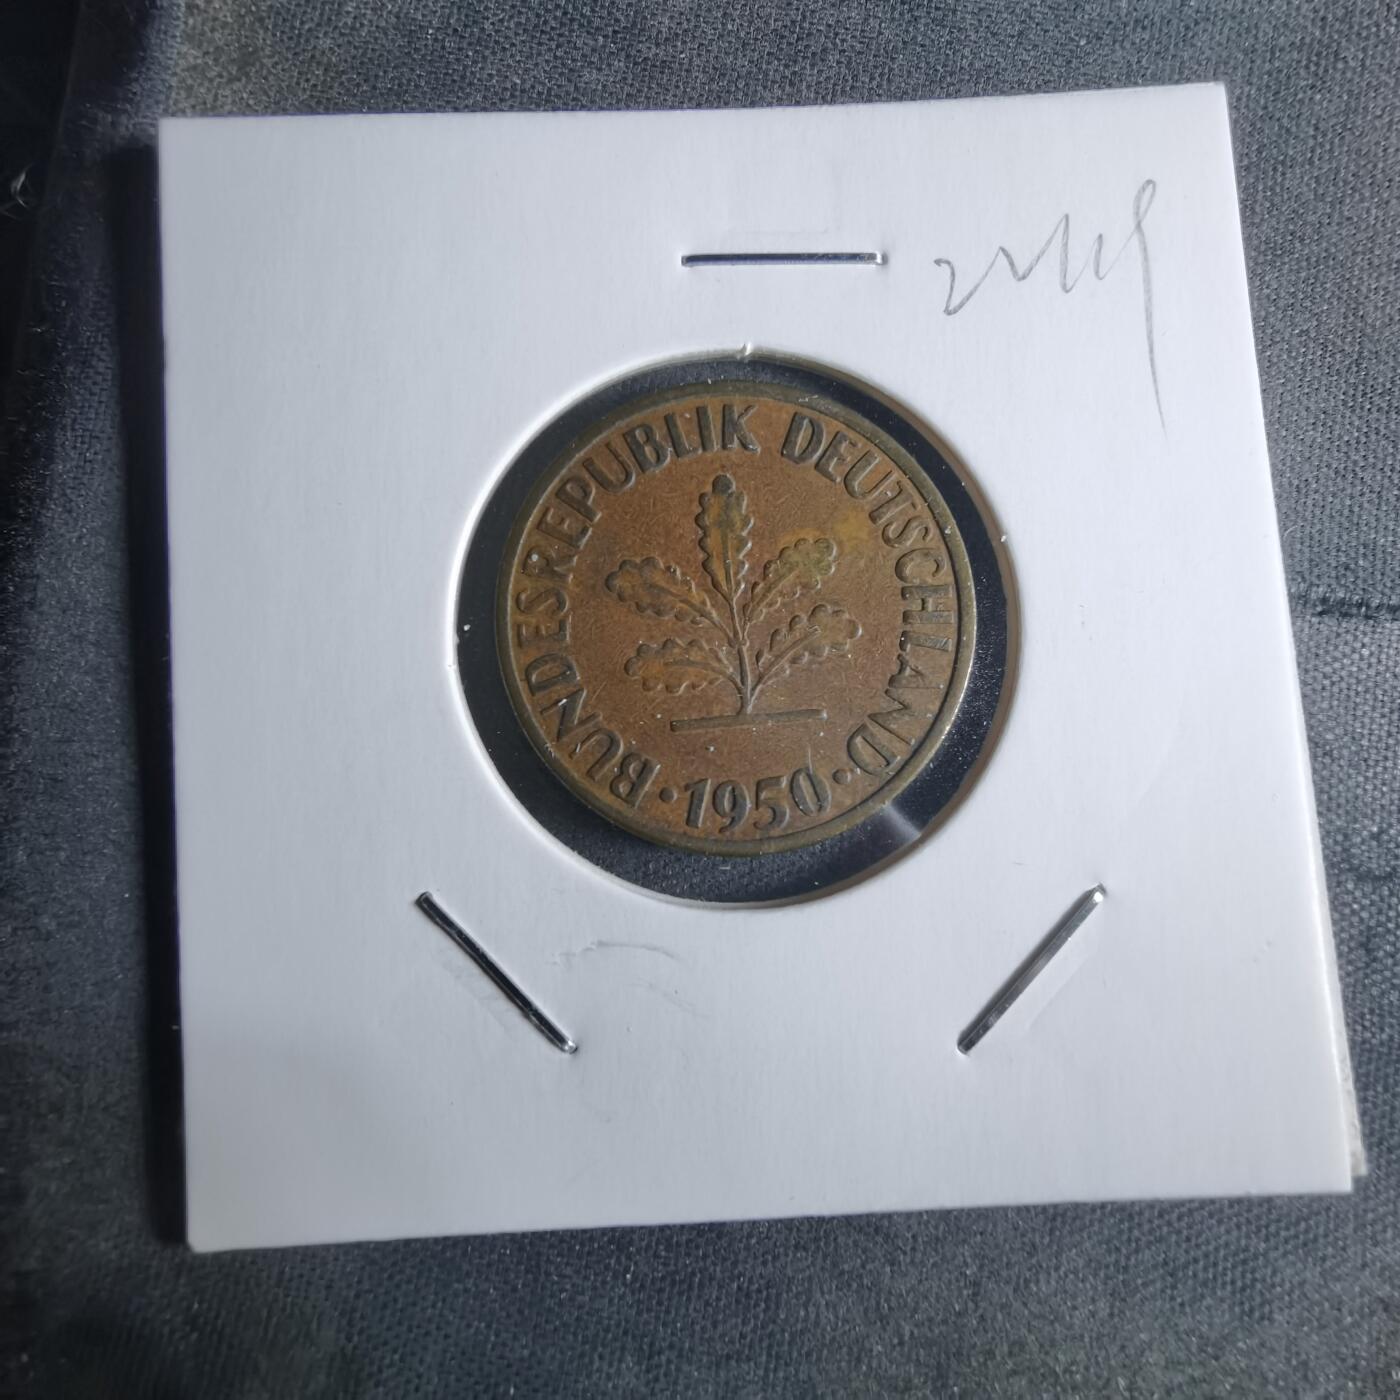 BUNDESREPUBLIK DEUTSCHLAND
· 1950 ·